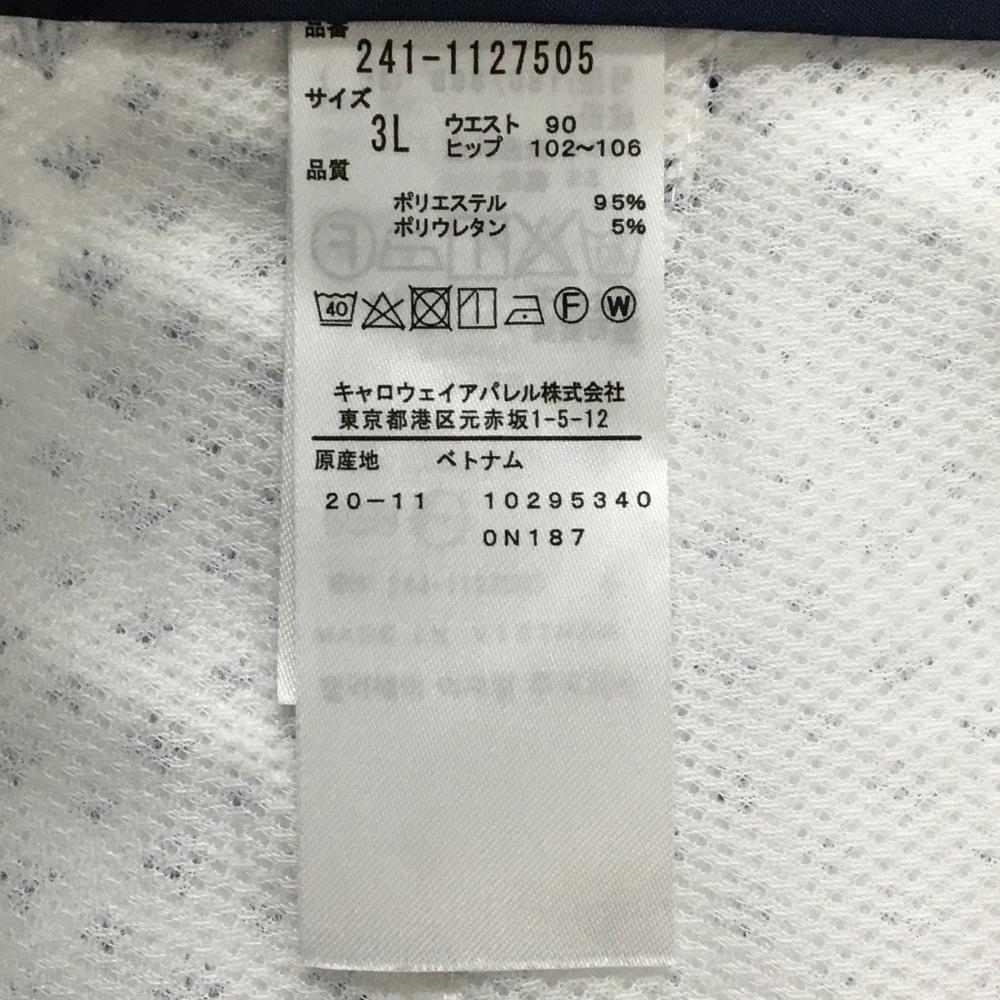 品番
241-1127505
サイズ
3L ウエスト 90
ヒップ 102〜106
品質
ポリエステル 95%
ポリウレタン 5%
40 F W
キャロウェイアパレル株式会社
東京都港区元赤坂1-5-12
原産地 ベトナム
20-11 10295340
0N187